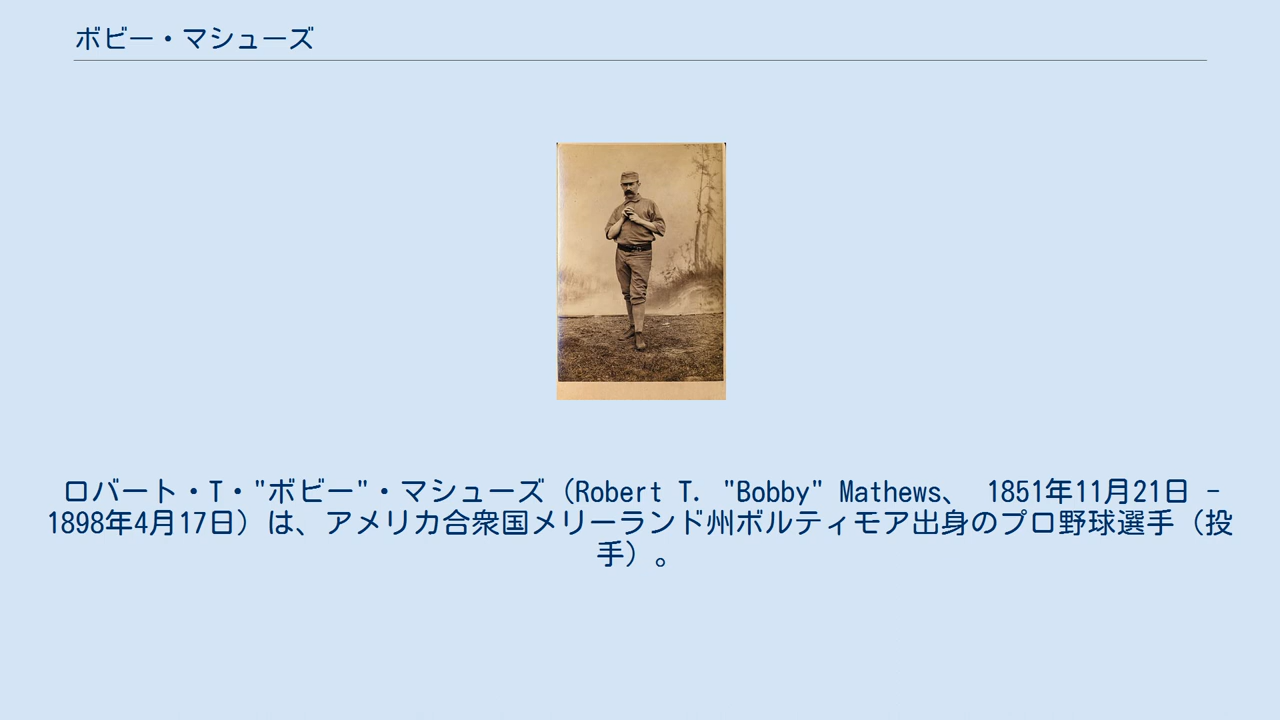 ボビー・マシューズ
ロバート・T・"ボビー"・マシューズ（Robert T. "Bobby" Mathews、 1851年11月21日 -
1898年4月17日）は、アメリカ合衆国メリーランド州ボルティモア出身のプロ野球選手（投
手）。